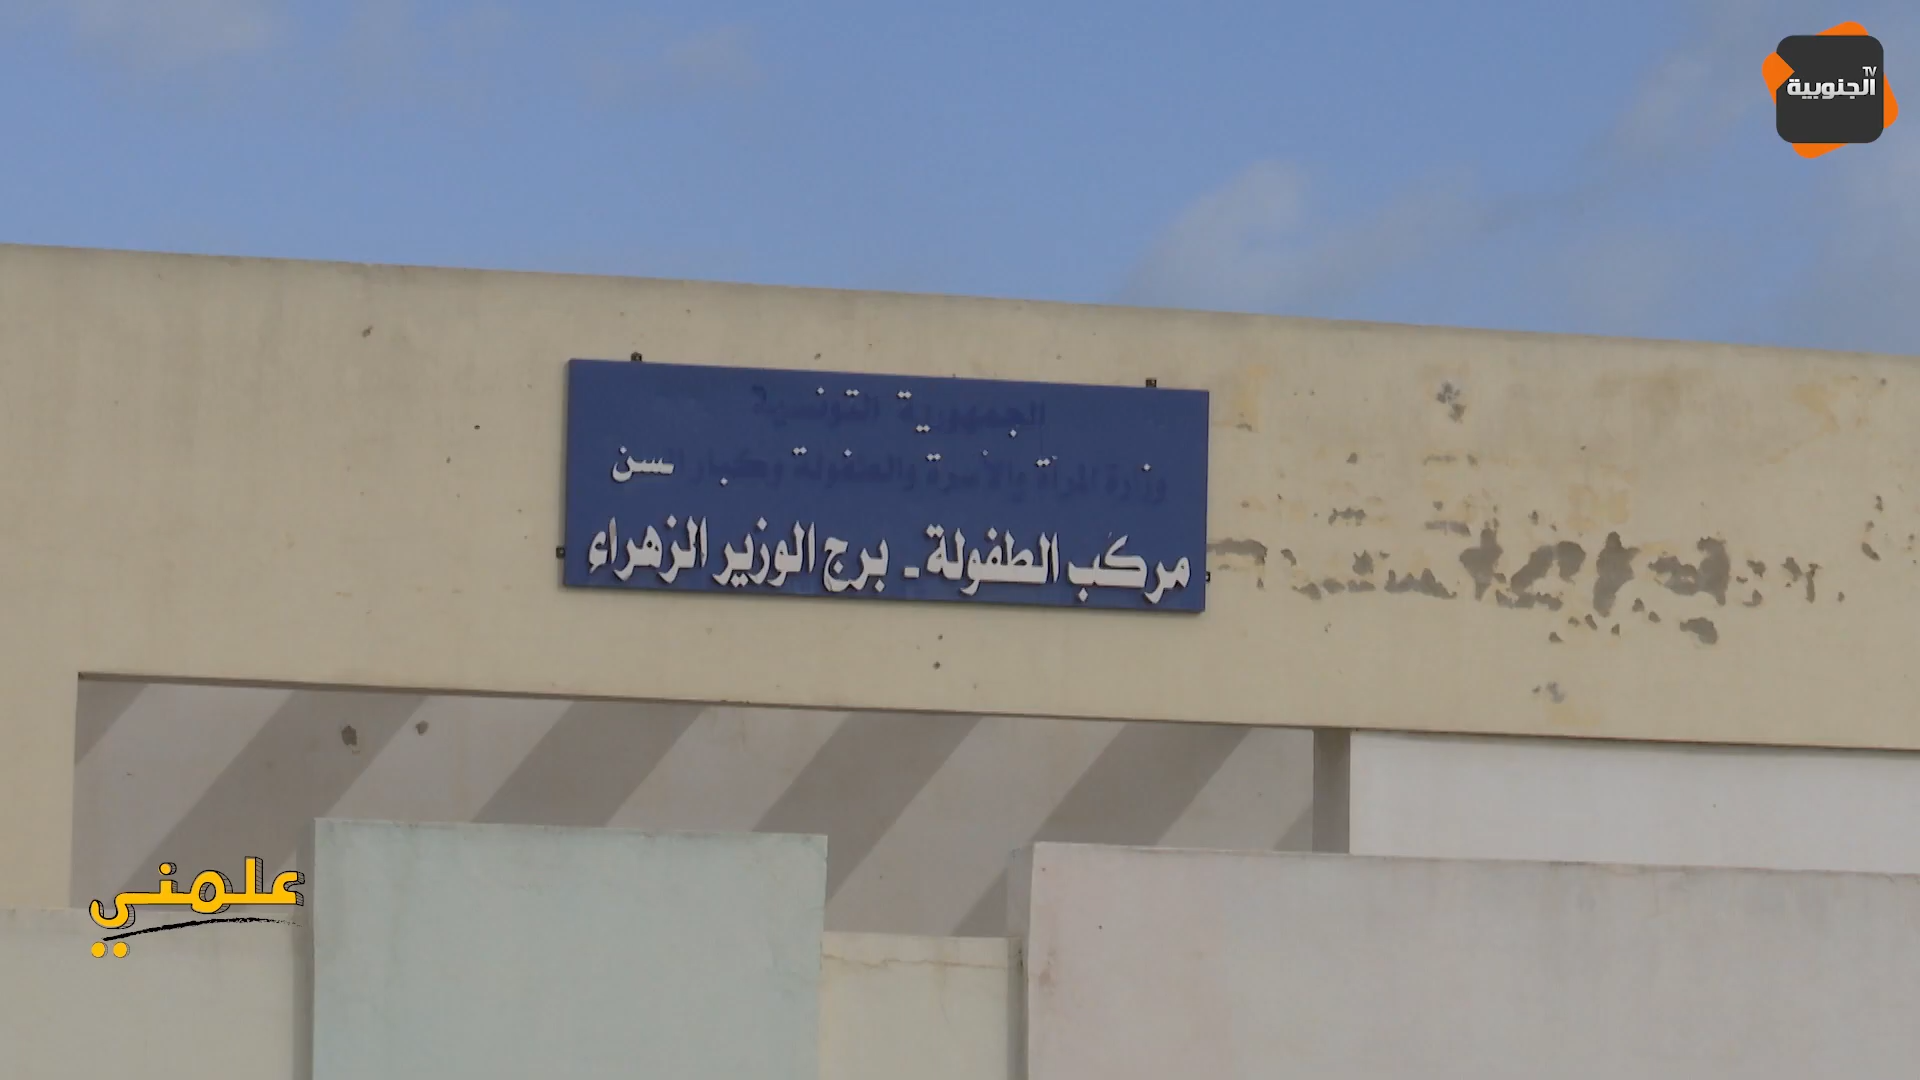 الجنوبية TV
الجمهورية التونسية
وزارة المرأة والأسرة والطفولة وكبار السن
مركب الطفولة - برج الوزير الزهراء
علمني